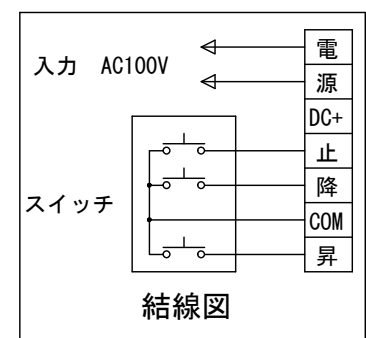 入力 AC100V
スイッチ
電
源
DC+
止
降
COM
昇
結線図